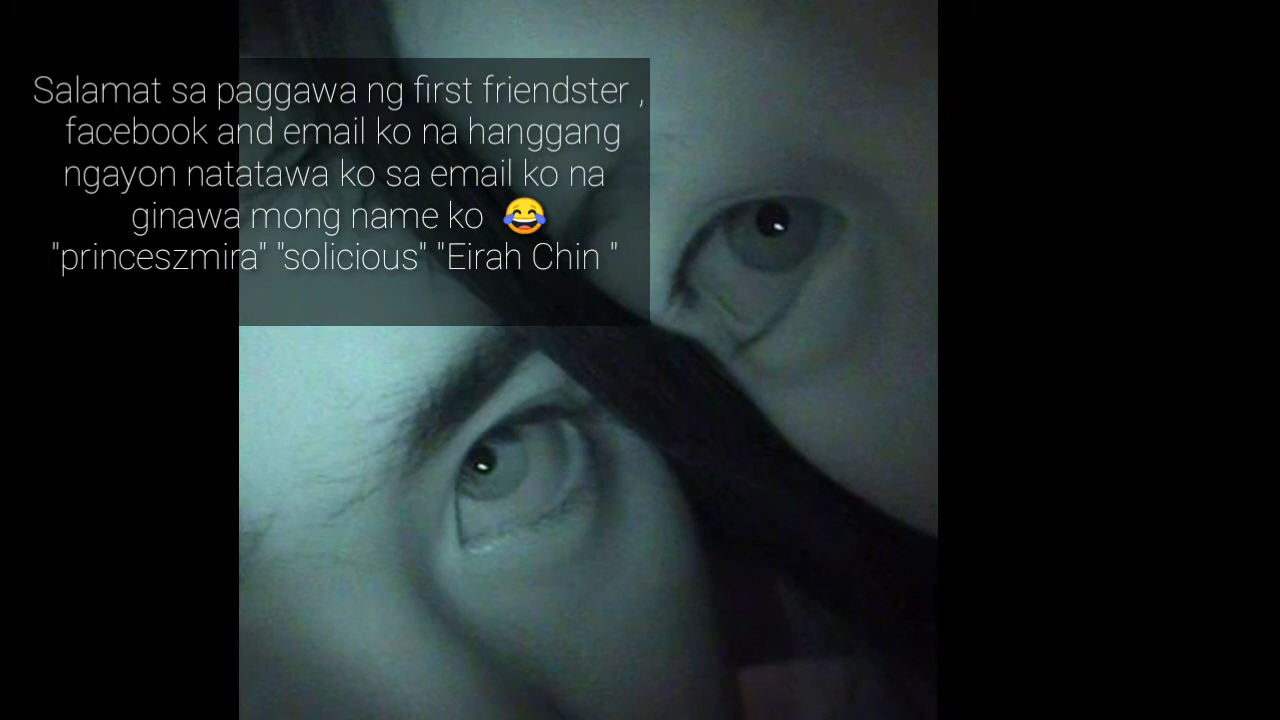 Salamat sa paggawa ng first friendster ,
facebook and email ko na hanggang
ngayon natatawa ko sa email ko na
ginawa mong name ko 😂
"princeszmira" "solicious" "Eirah Chin "